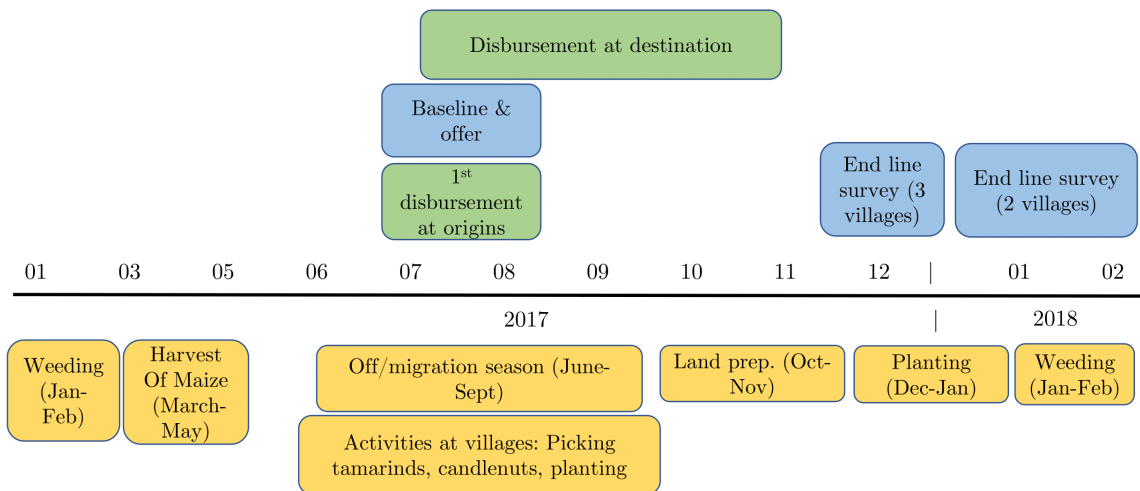 Disbursement at destination
Baseline &
offer
1st
disbursement
at origins
End line
survey (3
villages)
End line survey
(2 villages)
01 03 05 06 07 08 09 10 11 12 | 01 02
2017 | 2018
Weeding
(Jan-
Feb)
Harvest
Of Maize
(March-
May)
Off/migration season (June-
Sept)
Land prep. (Oct-
Nov)
Planting
(Dec-Jan)
Weeding
(Jan-Feb)
Activities at villages: Picking
tamarinds, candlenuts, planting